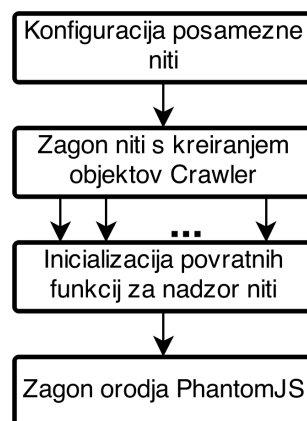 Konfiguracija posamezne
niti
Zagon niti s kreiranjem
objektov Crawler
...
Inicializacija povratnih
funkcij za nadzor niti
Zagon orodja PhantomJS